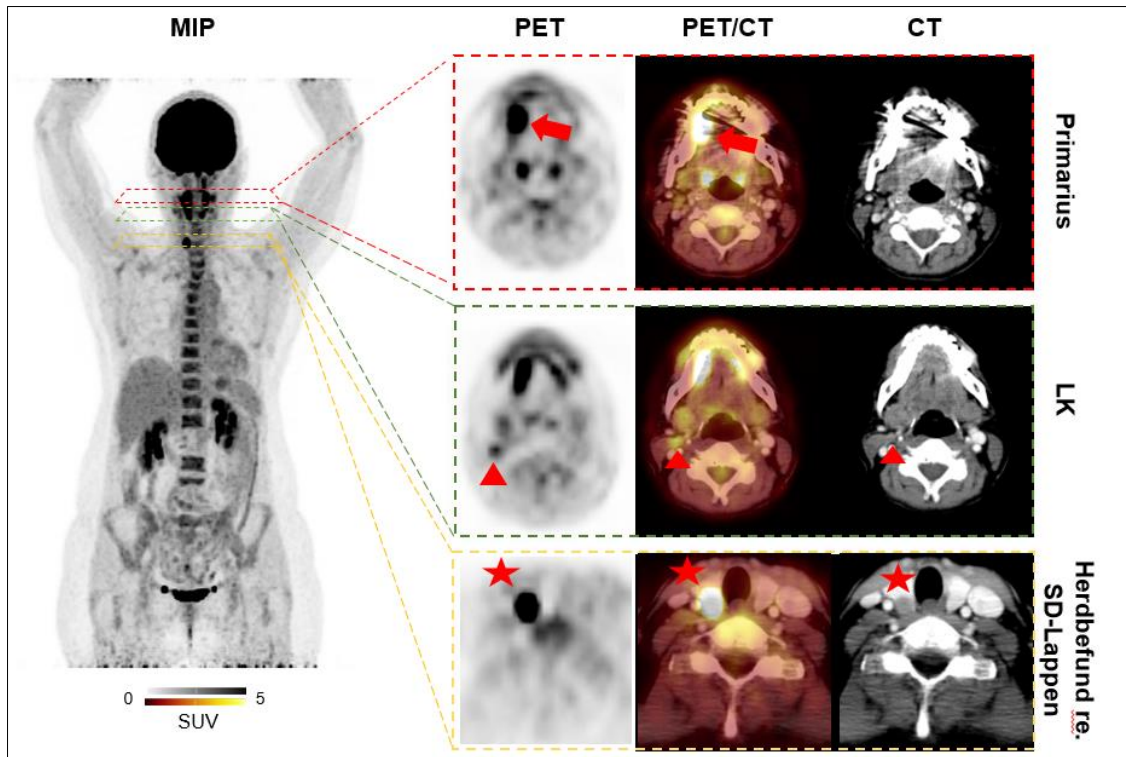 MIP
PET
PET/CT
CT
Primarius
LK
Herdbefund re.
SD-Lappen
0
5
SUV